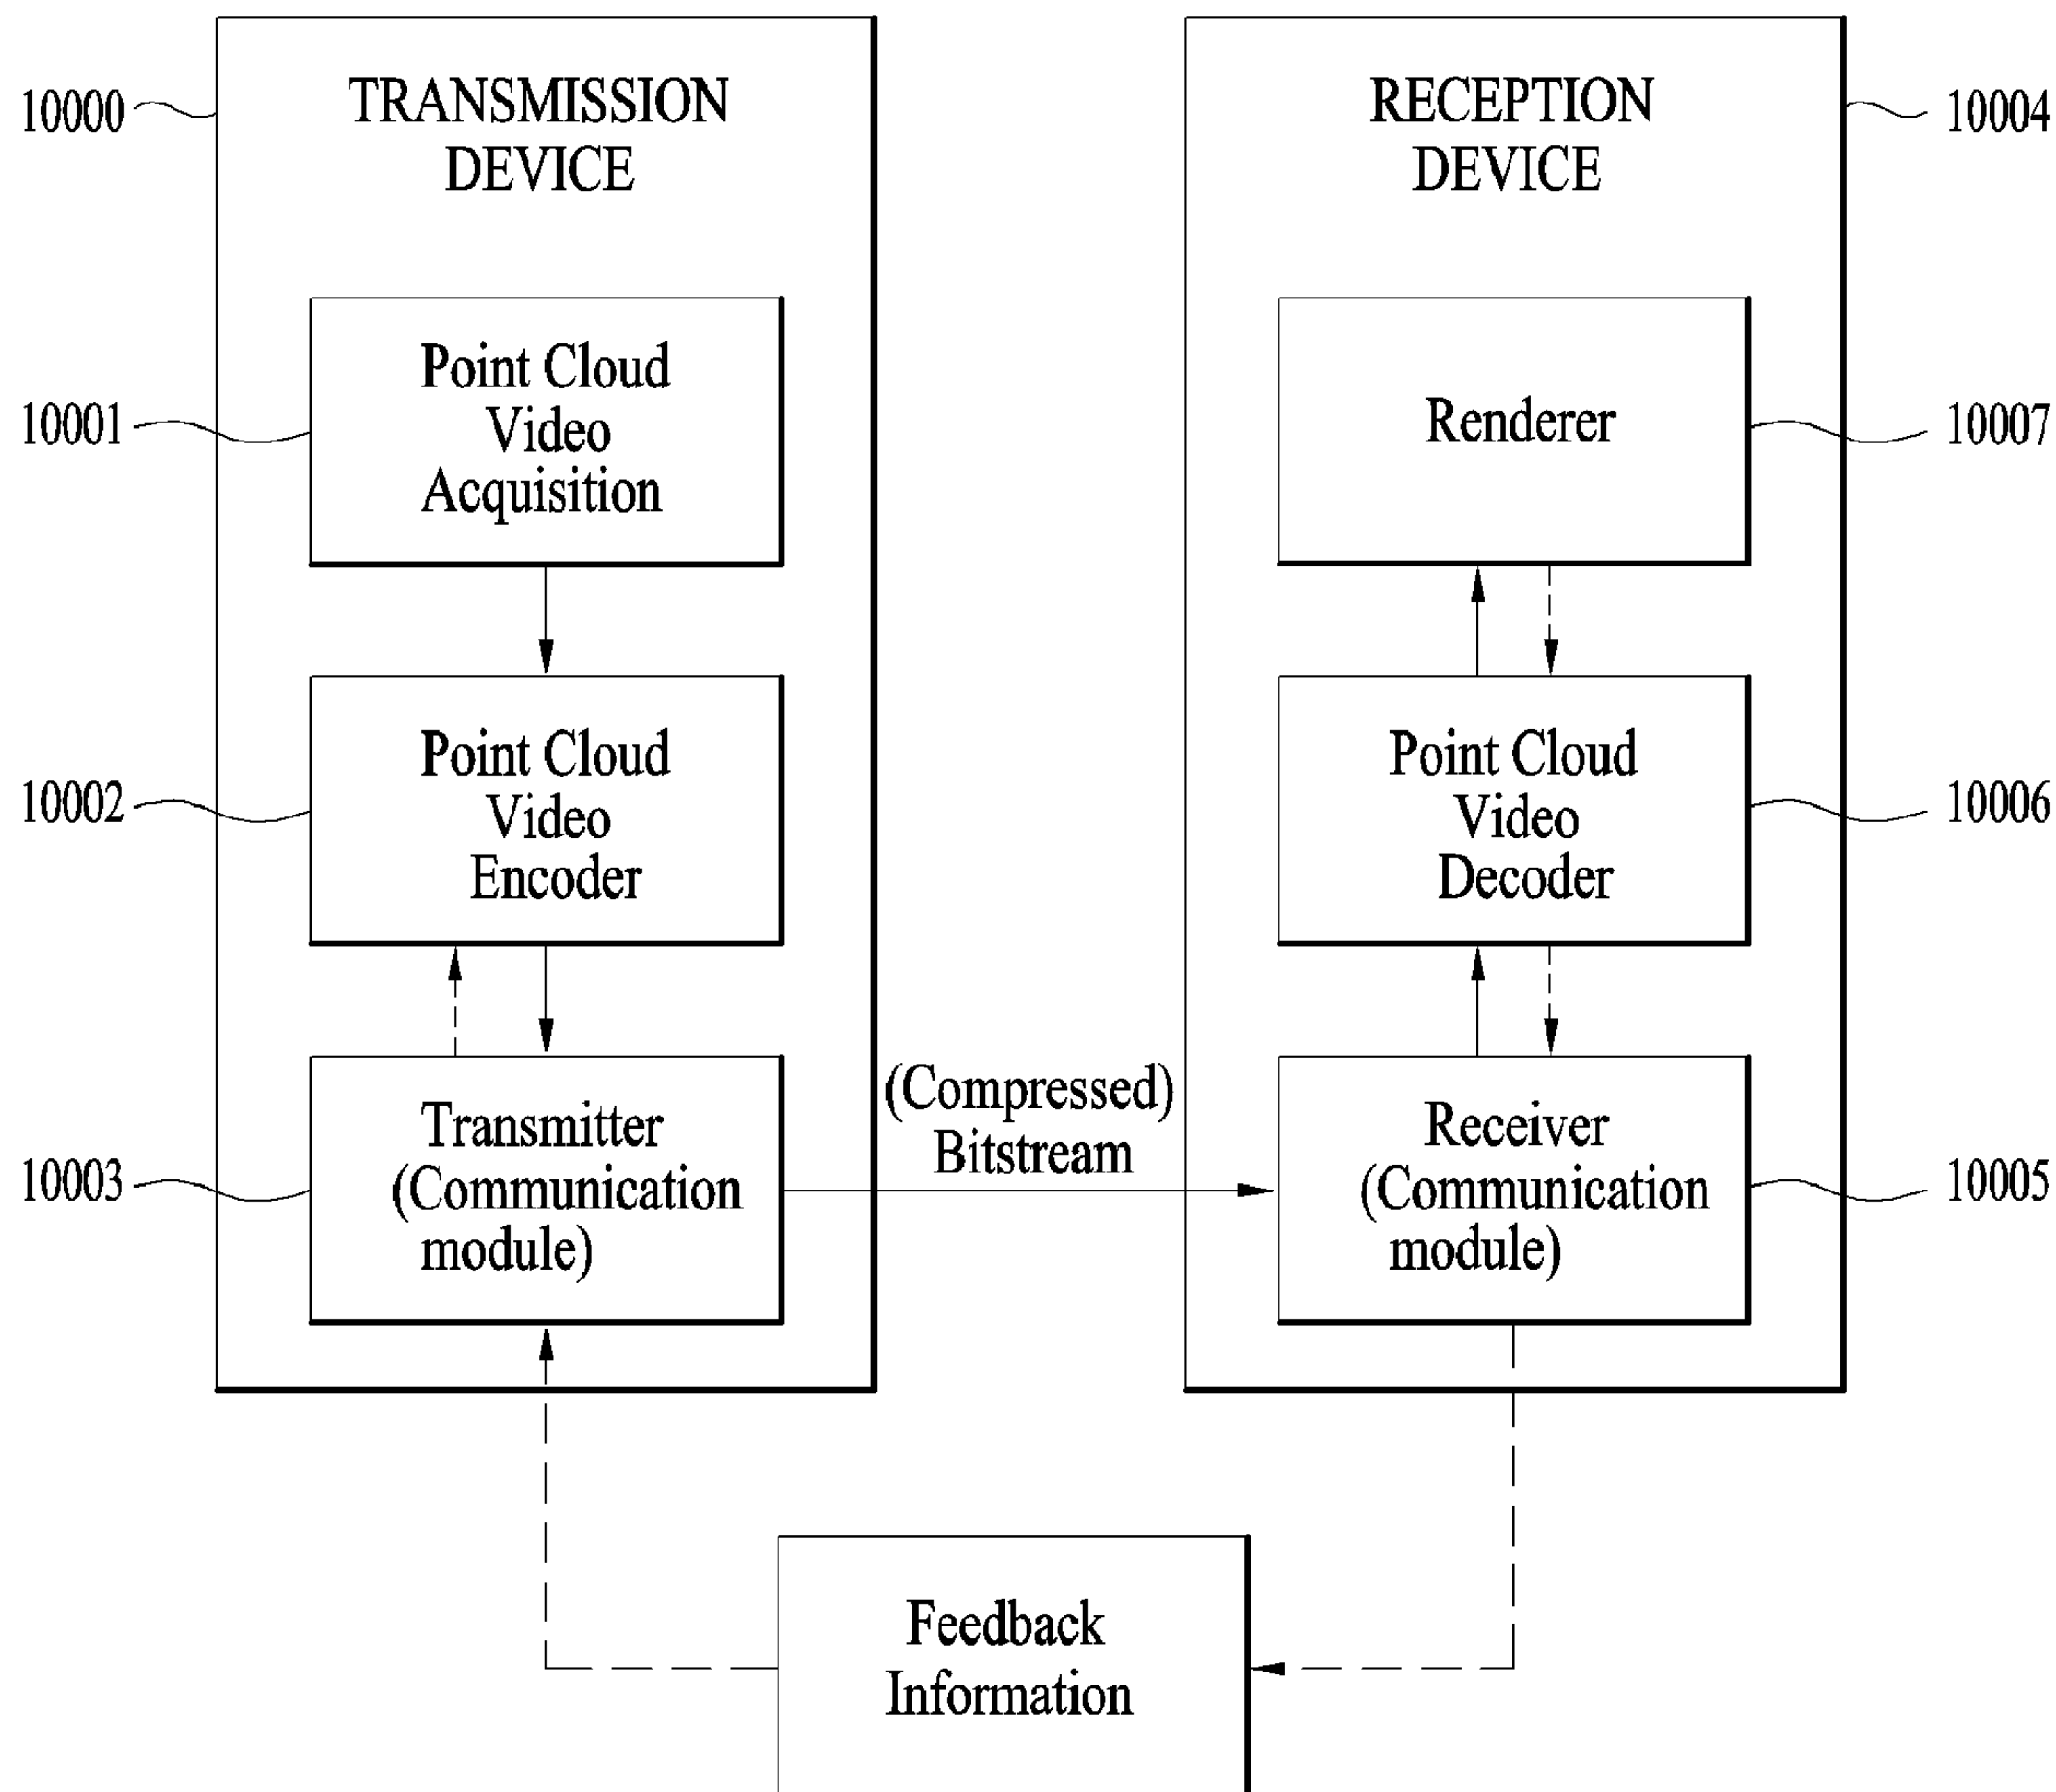 TRANSMISSION
DEVICE
10000
Point Cloud
Video
Acquisition
10001
Point Cloud
Video
Encoder
10002
Transmitter
(Communication
module)
10003
(Compressed)
Bitstream
RECEPTION
DEVICE
10004
Renderer
10007
Point Cloud
Video
Decoder
10006
Receiver
(Communication
module)
10005
Feedback
Information